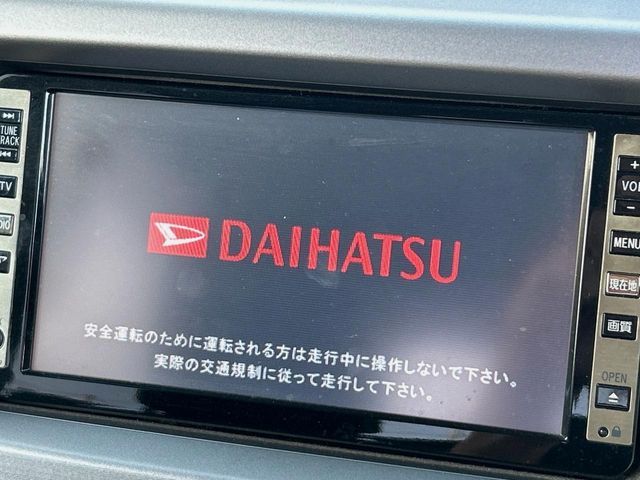 TUNE
TRACK
TV
DAIHATSU
安全運転のために運転される方は走行中に操作しないで下さい。
実際の交通規制に従って走行して下さい。
+
VOL
-
MENU
現在地
画質
OPEN